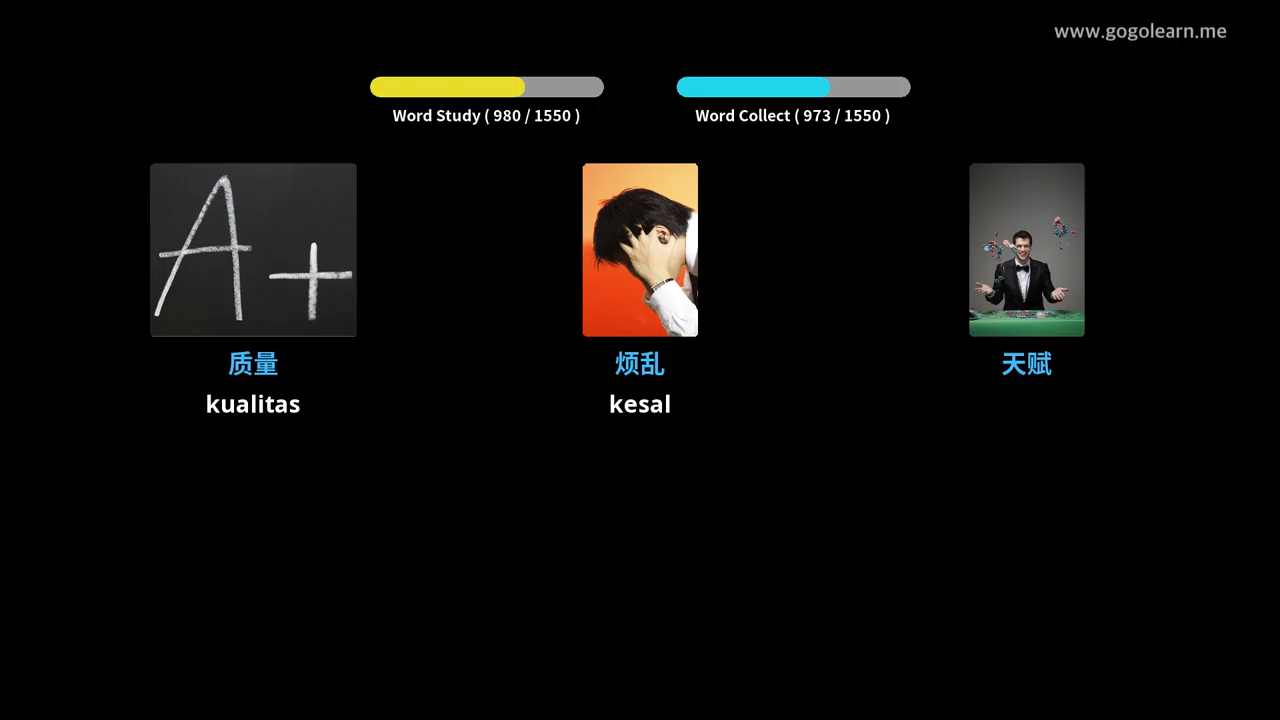 www.gogolearn.me
Word Study ( 980 / 1550 )
Word Collect ( 973 / 1550 )
A+
质量
烦乱
天赋
kualitas
kesal